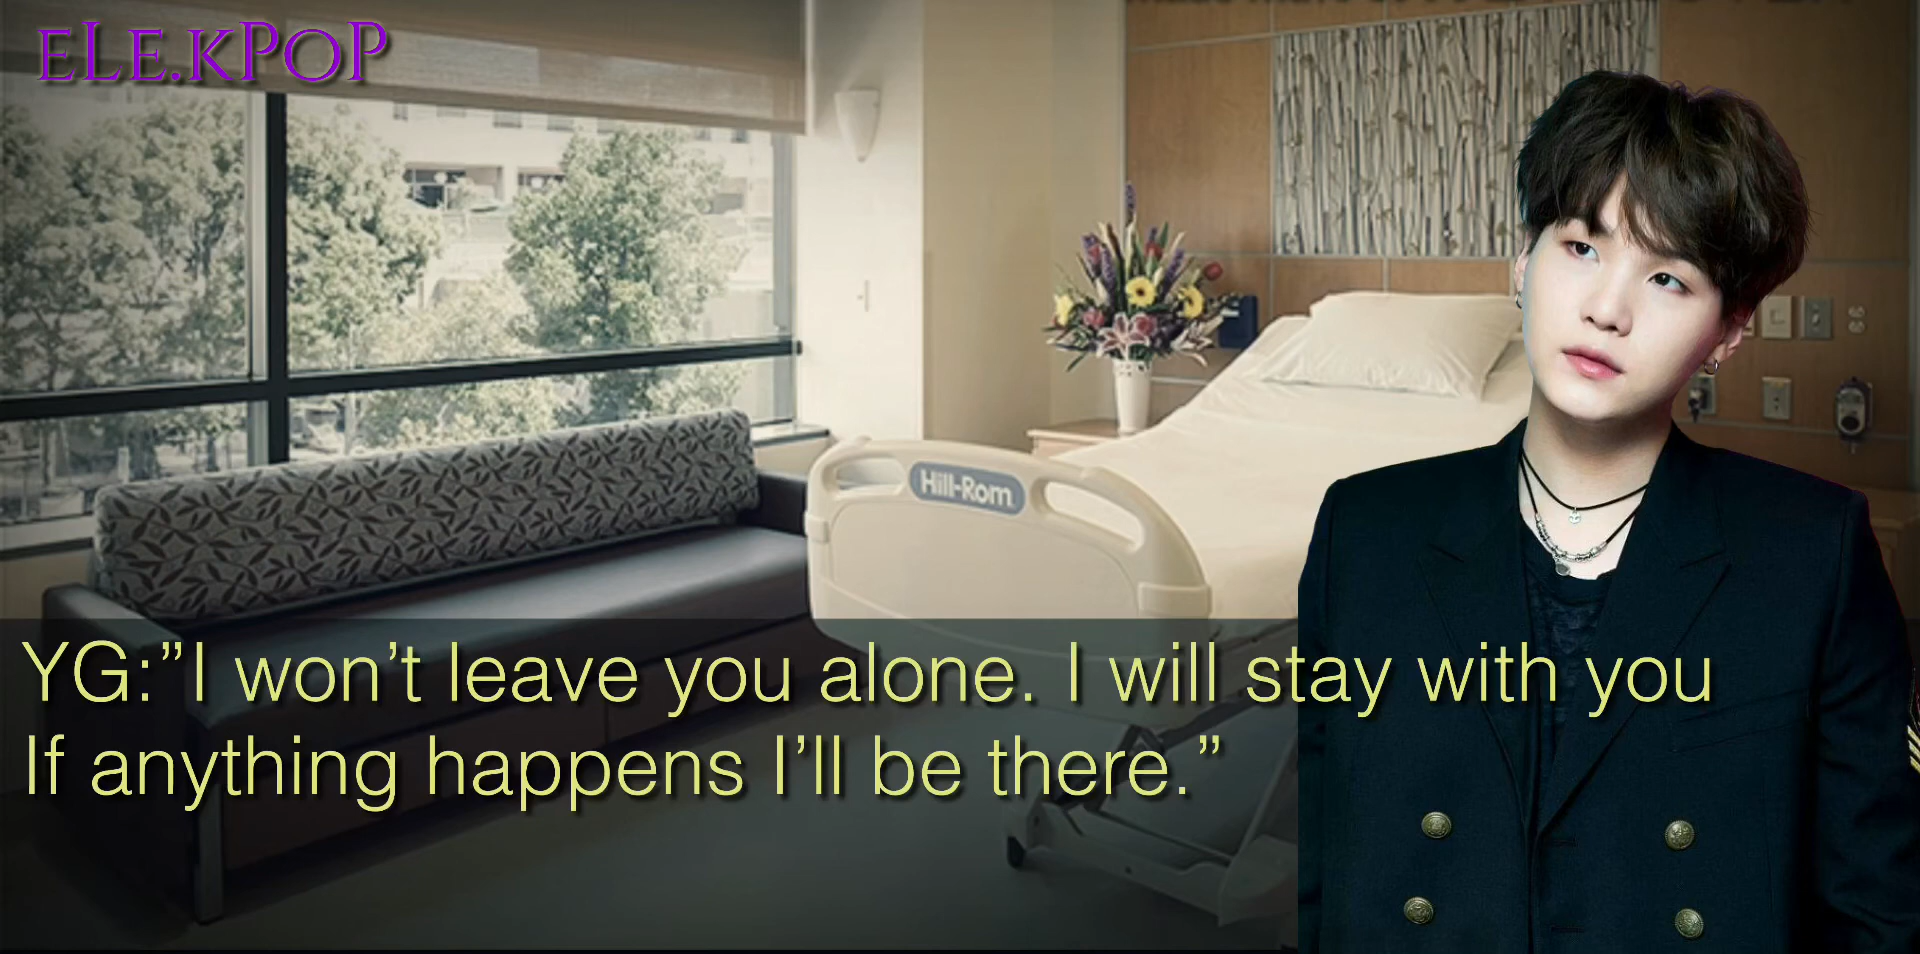 ELE.KPOP
Hill-Rom
YG:”I won’t leave you alone. I will stay with you
If anything happens I’ll be there.”